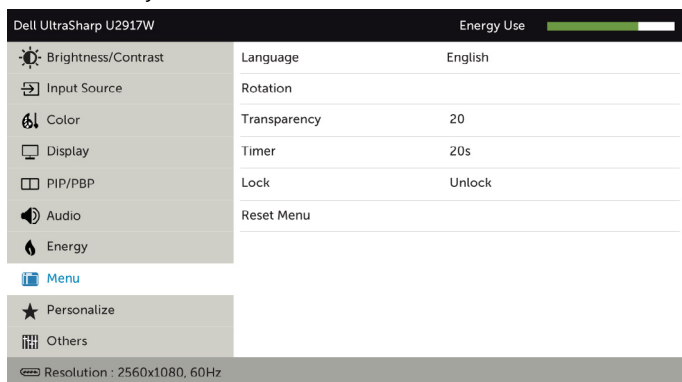 Dell UltraSharp U2917W Energy Use
Brightness/Contrast Language English
Input Source Rotation
Color Transparency 20
Display Timer 20s
PIP/PBP Lock Unlock
Audio Reset Menu
Energy
Menu
Personalize
Others
Resolution : 2560x1080, 60Hz